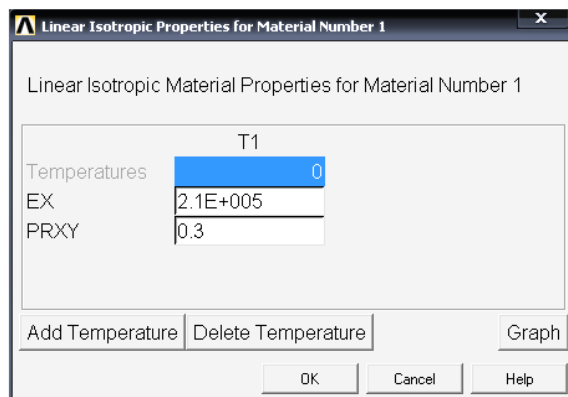 Linear Isotropic Properties for Material Number 1
X
Linear Isotropic Material Properties for Material Number 1
T1
Temperatures 0
EX 2.1E+005
PRXY 0.3
Add Temperature Delete Temperature Graph
OK Cancel Help